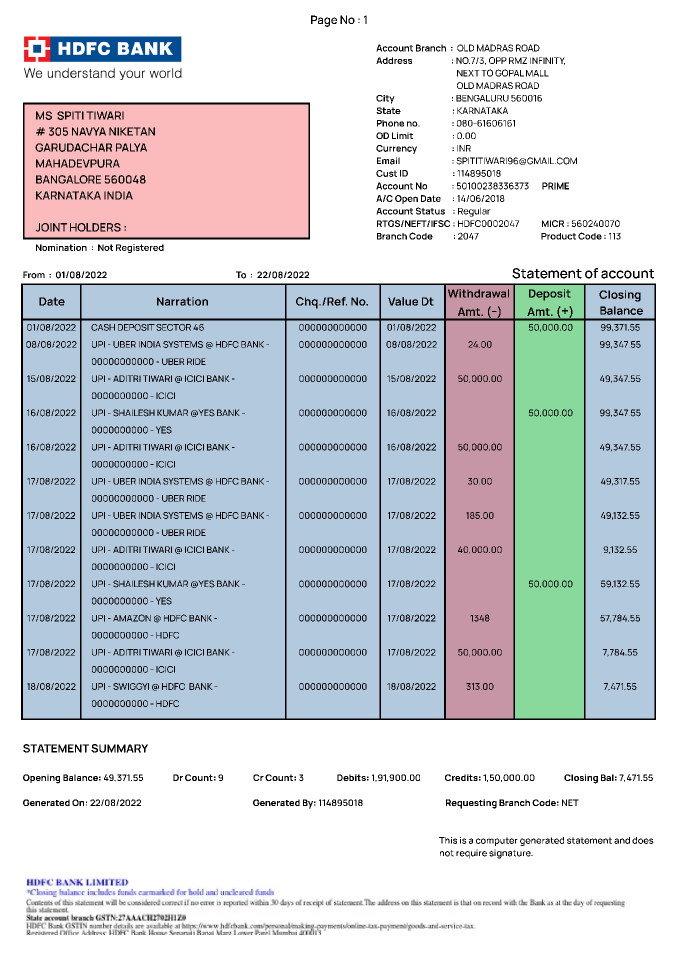 Page No : 1
HDFC BANK
We understand your world
Account Branch : OLD MADRAS ROAD
Address : NO.7/3, OPP RMZ INFINITY,
NEXT TO GOPAL MALL
OLD MADRAS ROAD
City : BENGALURU 560016
State : KARNATAKA
Phone no. : 080-61606161
OD Limit : 0.00
Currency : INR
Email : SPITITIWARI96@GMAIL.COM
Cust ID : 114895018
Account No : 50100238336373 PRIME
A/C Open Date : 14/06/2018
Account Status : Regular
RTGS/NEFT/IFSC : HDFC0002047 MICR : 560240070
Branch Code : 2047 Product Code : 113
MS SPITI TIWARI
# 305 NAVYA NIKETAN
GARUDACHAR PALYA
MAHADEVPURA
BANGALORE 560048
KARNATAKA INDIA
JOINT HOLDERS :
Nomination : Not Registered
From : 01/08/2022 To : 22/08/2022 Statement of account
Date Narration Chq./Ref. No. Value Dt Withdrawal Amt. (-) Deposit Amt. (+) Closing Balance
01/08/2022 CASH DEPOSIT SECTOR 46 000000000000 01/08/2022 50,000.00 99,371.55
08/08/2022 UPI - UBER INDIA SYSTEMS @ HDFC BANK - 000000000000 08/08/2022 24.00 99,347.55
00000000000 - UBER RIDE
15/08/2022 UPI - ADITRI TIWARI @ ICICI BANK - 000000000000 15/08/2022 50,000.00 49,347.55
0000000000 - ICICI
16/08/2022 UPI - SHAILESH KUMAR @YES BANK - 000000000000 16/08/2022 50,000.00 99,347.55
0000000000 - YES
16/08/2022 UPI - ADITRI TIWARI @ ICICI BANK - 000000000000 16/08/2022 50,000.00 49,347.55
0000000000 - ICICI
17/08/2022 UPI - UBER INDIA SYSTEMS @ HDFC BANK - 000000000000 17/08/2022 30.00 49,317.55
00000000000 - UBER RIDE
17/08/2022 UPI - UBER INDIA SYSTEMS @ HDFC BANK - 000000000000 17/08/2022 185.00 49,132.55
00000000000 - UBER RIDE
17/08/2022 UPI - ADITRI TIWARI @ ICICI BANK - 000000000000 17/08/2022 40,000.00 9,132.55
0000000000 - ICICI
17/08/2022 UPI - SHAILESH KUMAR @YES BANK - 000000000000 17/08/2022 50,000.00 59,132.55
0000000000 - YES
17/08/2022 UPI - AMAZON @ HDFC BANK - 000000000000 17/08/2022 1348 57,784.55
0000000000 - HDFC
17/08/2022 UPI - ADITRI TIWARI @ ICICI BANK - 000000000000 17/08/2022 50,000.00 7,784.55
0000000000 - ICICI
18/08/2022 UPI - SWIGGYI @ HDFC BANK - 000000000000 18/08/2022 313.00 7,471.55
0000000000 - HDFC
STATEMENT SUMMARY
Opening Balance: 49,371.55 Dr Count: 9 Cr Count: 3 Debits: 1,91,900.00 Credits: 1,50,000.00 Closing Bal: 7,471.55
Generated On: 22/08/2022 Generated By: 114895018 Requesting Branch Code: NET
This is a computer generated statement and does
not require signature.
HDFC BANK LIMITED
*Closing balance includes funds earmarked for hold and uncleared funds
Contents of this statement will be considered correct if no error is reported within 30 days of receipt of statement.The address on this statement is that on record with the Bank as at the day of requesting
this statement.
State account branch GSTN:27AAACH2702H1Z0
HDFC Bank GSTIN number details are available at https://www.hdfcbank.com/personal/making-payments/online-tax-payment/goods-and-service-tax.
Registered Office Address: HDFC Bank House Senapati Bapat Marg Lower Parel Mumbai 400013